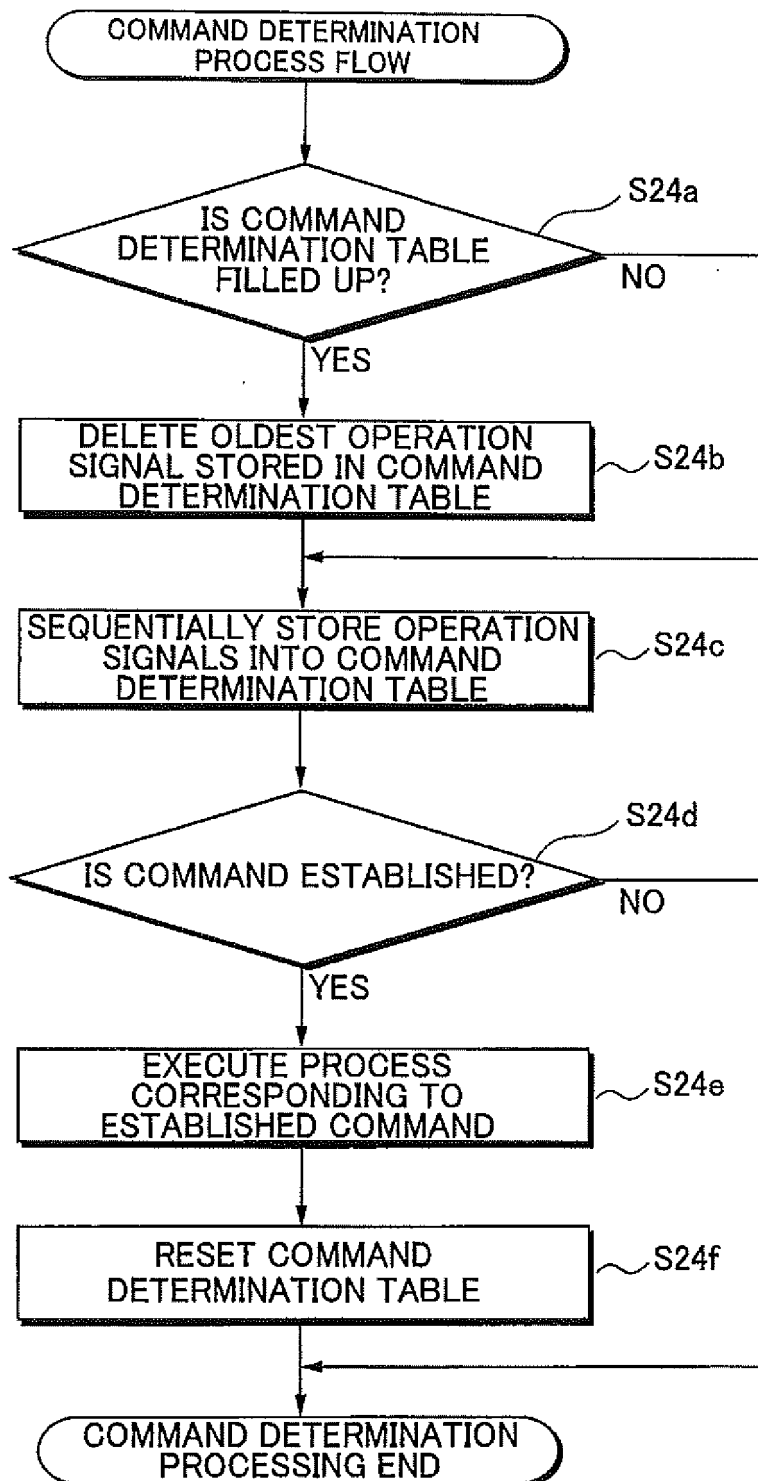 COMMAND DETERMINATION
PROCESS FLOW
S24a
IS COMMAND
DETERMINATION TABLE
FILLED UP?
NO
YES
DELETE OLDEST OPERATION
SIGNAL STORED IN COMMAND
DETERMINATION TABLE
S24b
SEQUENTIALLY STORE OPERATION
SIGNALS INTO COMMAND
DETERMINATION TABLE
S24c
S24d
IS COMMAND ESTABLISHED?
NO
YES
EXECUTE PROCESS
CORRESPONDING TO
ESTABLISHED COMMAND
S24e
RESET COMMAND
DETERMINATION TABLE
S24f
COMMAND DETERMINATION
PROCESSING END